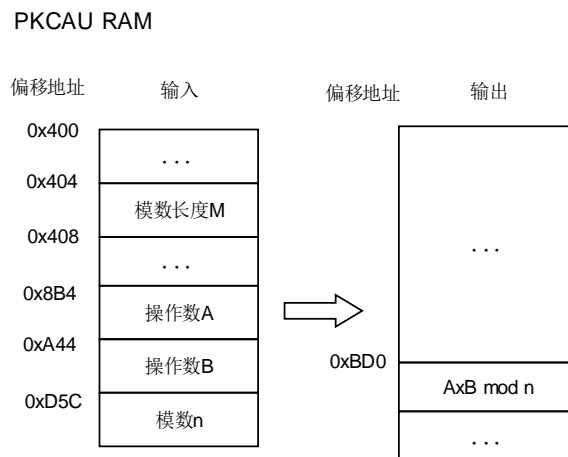 PKCAU RAM
偏移地址 输入 偏移地址 输出
0x400
...
0x404
模数长度M
0x408
...
0x8B4
操作数A
0xA44
操作数B
0xD5C
模数n
...
0xBD0
AxB mod n
...